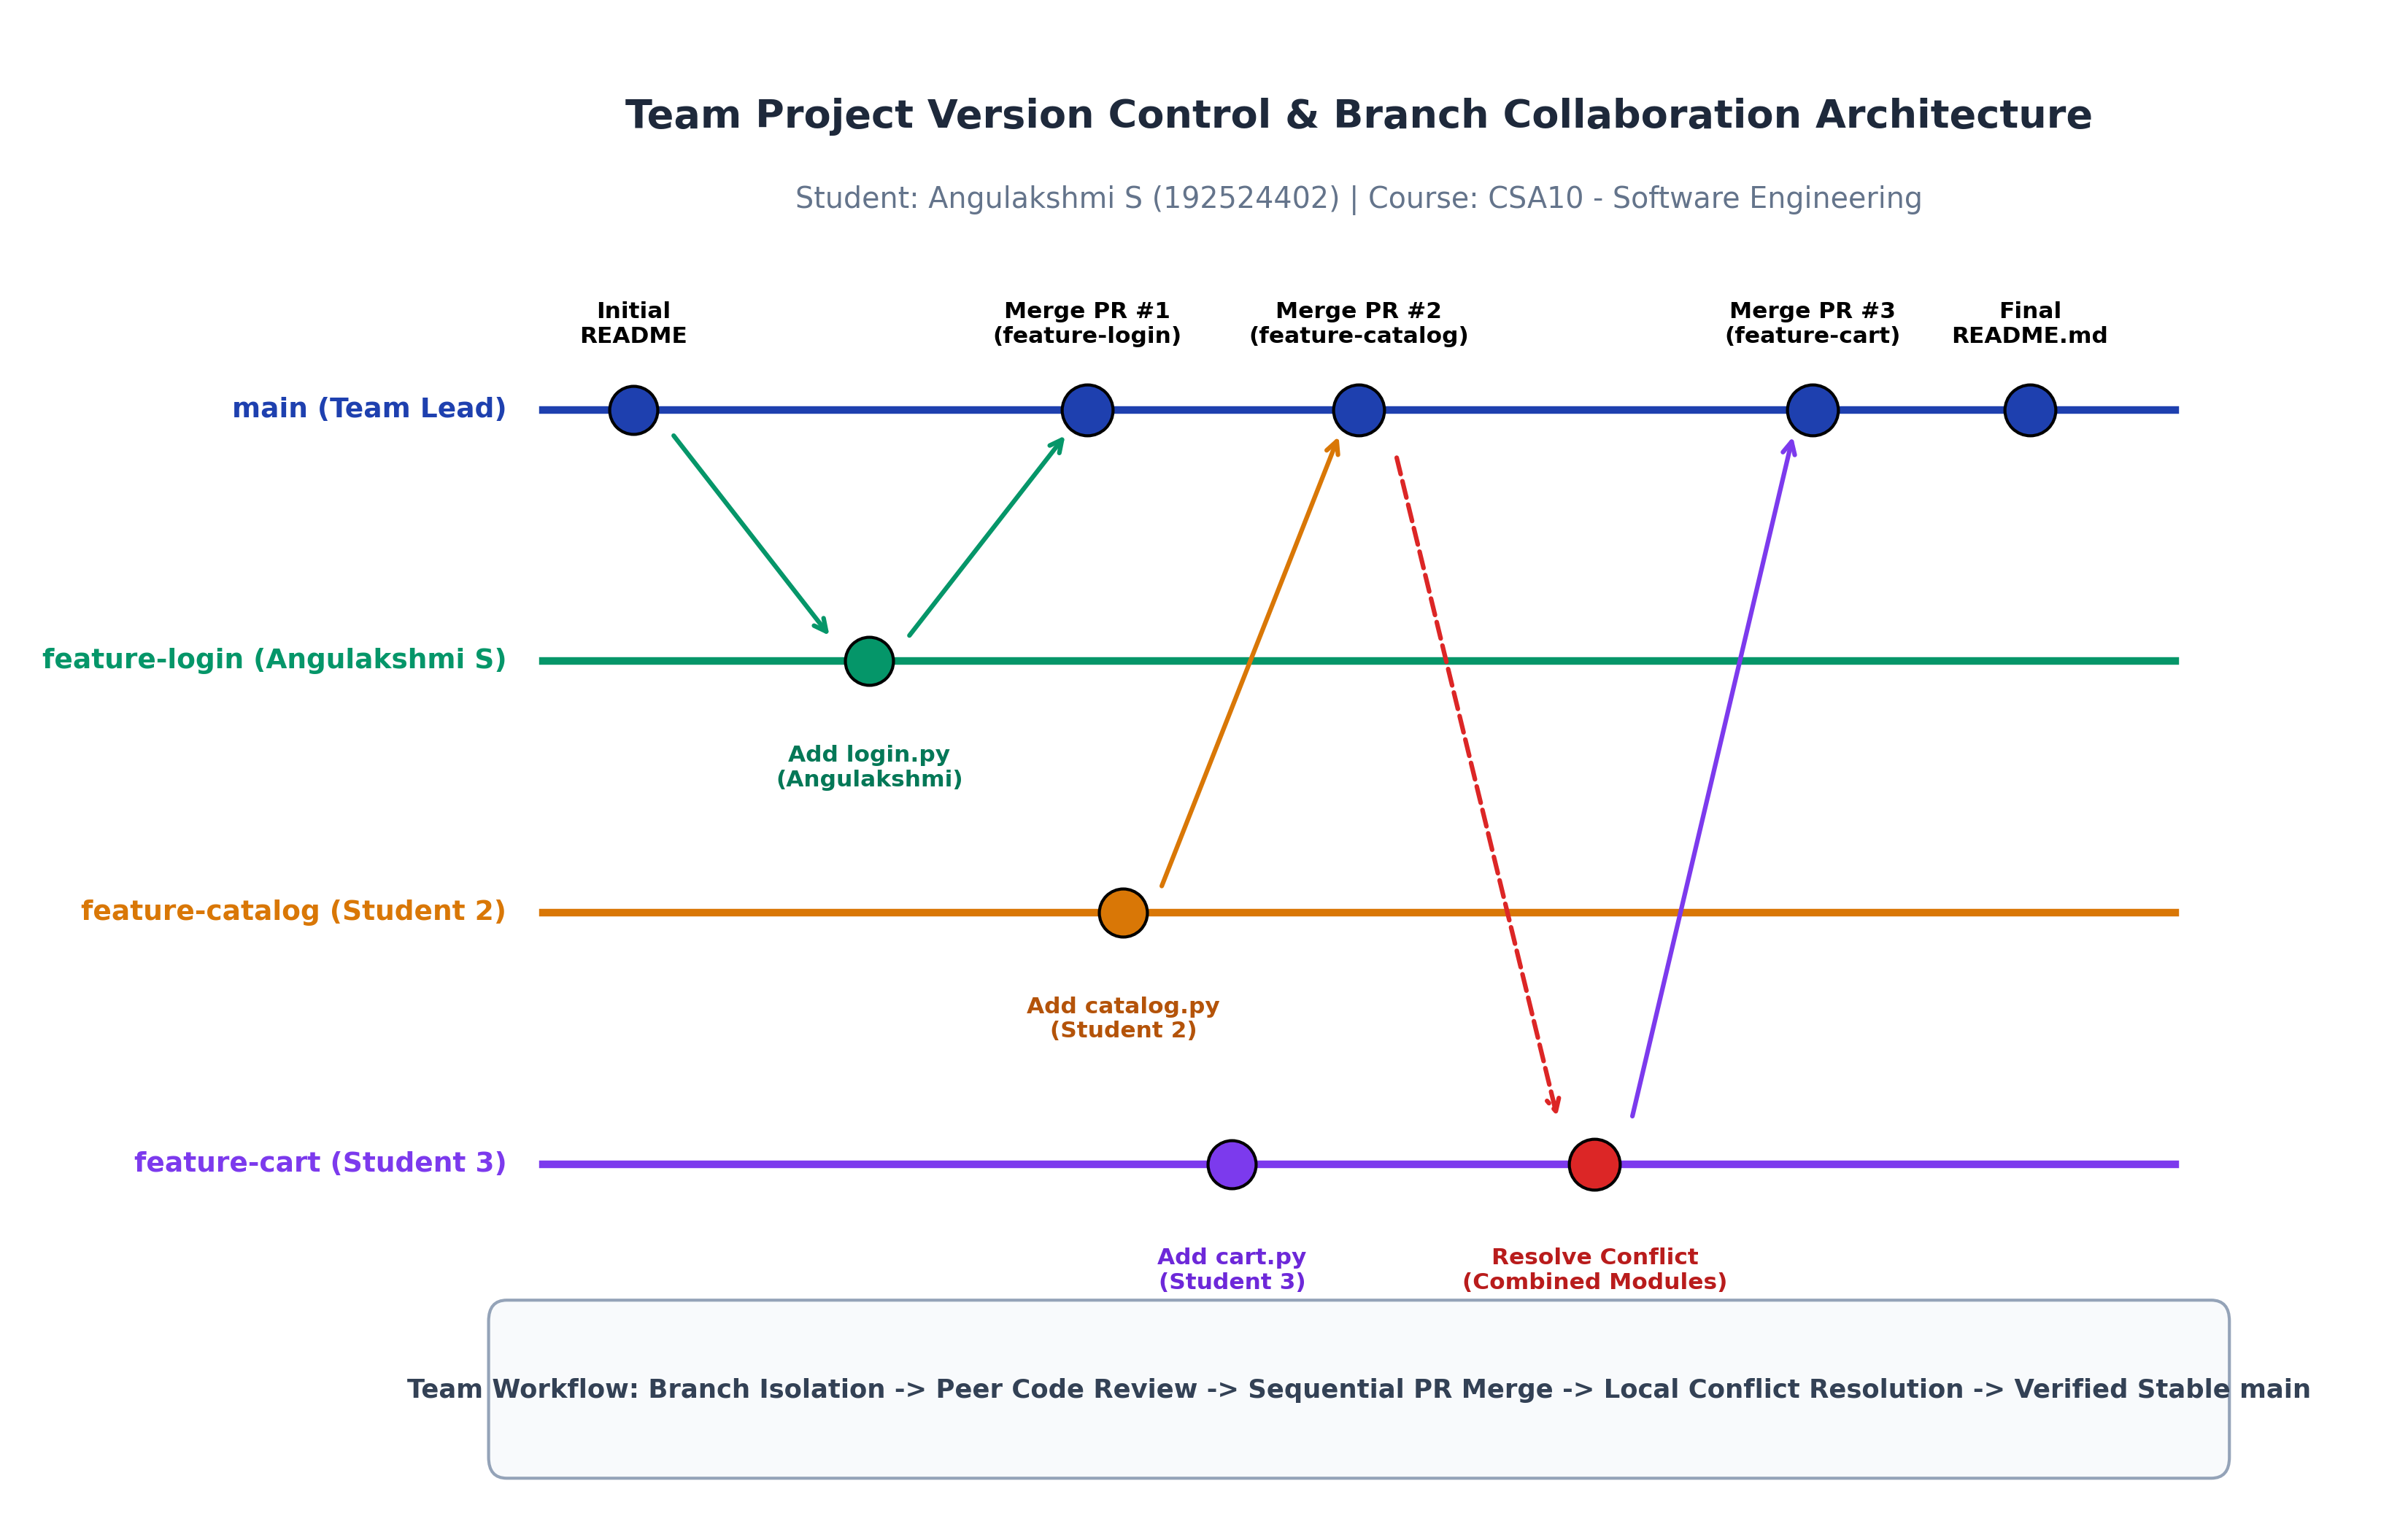 Team Project Version Control & Branch Collaboration Architecture
Student: Angulakshmi S (192524402) | Course: CSA10 - Software Engineering
Initial
README
Merge PR #1
(feature-login)
Merge PR #2
(feature-catalog)
Merge PR #3
(feature-cart)
Final
README.md
main (Team Lead)
feature-login (Angulakshmi S)
Add login.py
(Angulakshmi)
feature-catalog (Student 2)
Add catalog.py
(Student 2)
feature-cart (Student 3)
Add cart.py
(Student 3)
Resolve Conflict
(Combined Modules)
Team Workflow: Branch Isolation -> Peer Code Review -> Sequential PR Merge -> Local Conflict Resolution -> Verified Stable main